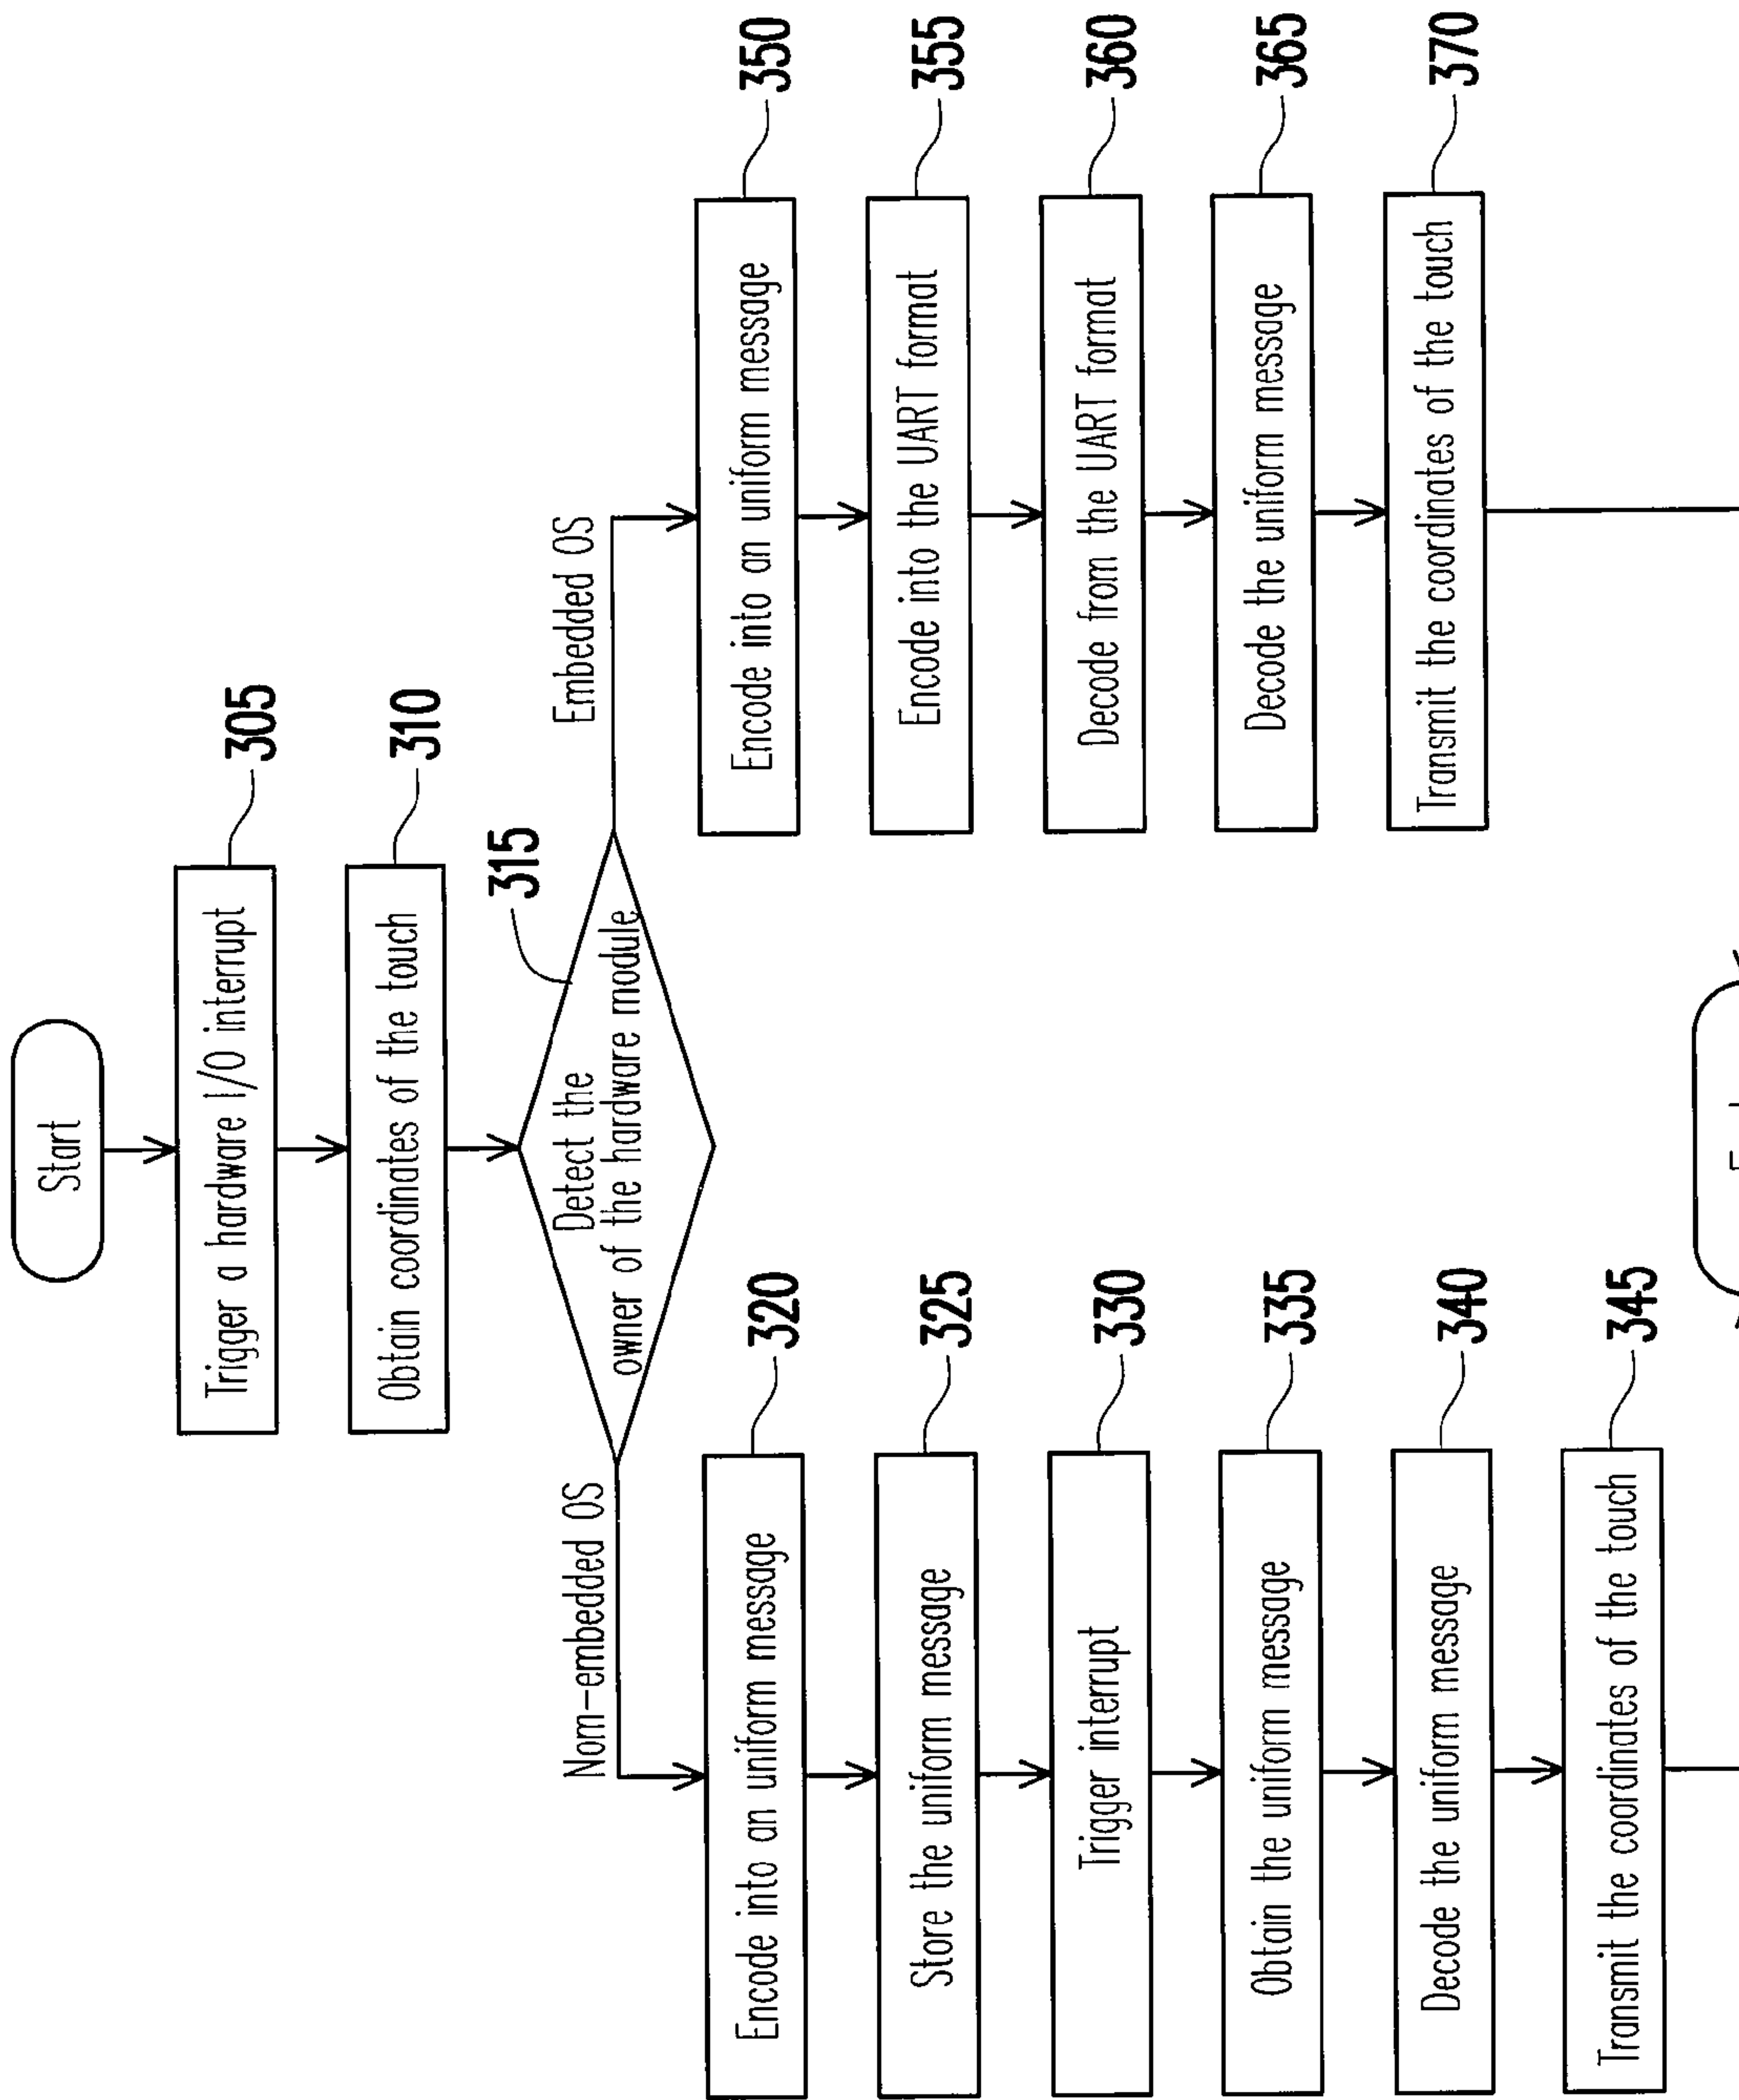 Start
Trigger a hardware I/O interrupt
305
Obtain coordinates of the touch
310
Detect the
owner of the hardware module
315
Nom-embedded OS
Embedded OS
Encode into an uniform message
320
Store the uniform message
325
Trigger interrupt
330
Obtain the uniform message
335
Decode the uniform message
340
Transmit the coordinates of the touch
345
Encode into an uniform message
350
Encode into the UART format
355
Decode from the UART format
360
Decode the uniform message
365
Transmit the coordinates of the touch
370